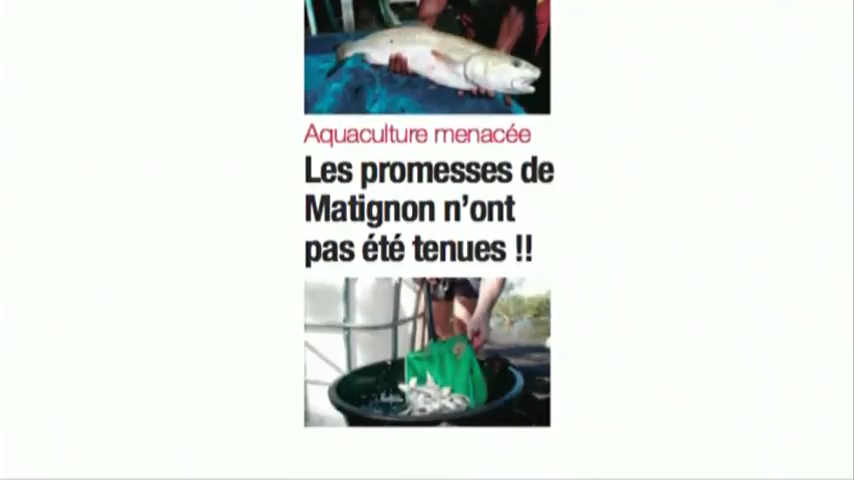 Aquaculture menacée
Les promesses de
Matignon n'ont
pas été tenues !!